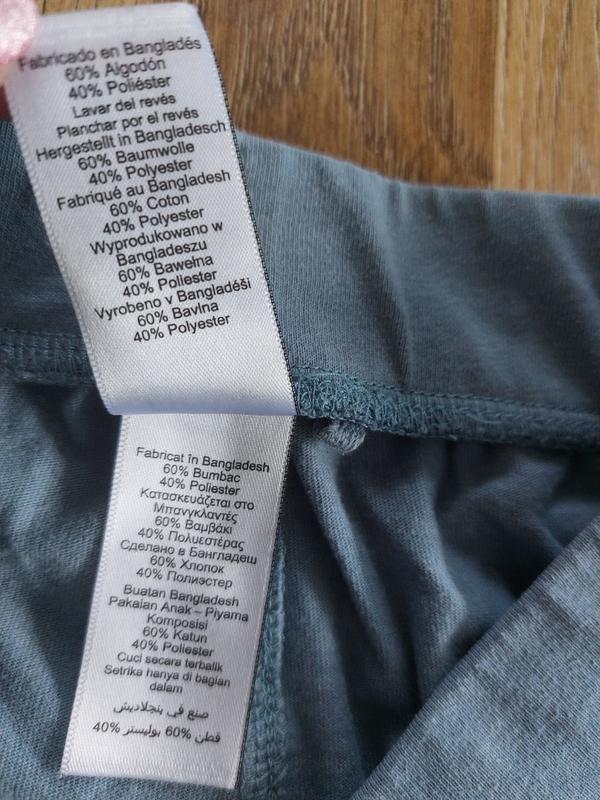 Fabricado en Bangladés
60% Algodón
40% Poliéster
Lavar del revés
Planchar por el revés
Hergestellt in Bangladesch
60% Baumwolle
40% Polyester
Fabriqué au Bangladesh
60% Coton
40% Polyester
Wyprodukowano w
Bangladeszu
60% Bawełna
40% Poliester
Vyrobeno v Bangladéši
60% Bavlna
40% Polyester
Fabricat în Bangladesh
60% Bumbac
40% Poliester
Κατασκευάζεται στο
Μπανγκλαντές
60% Βαμβάκι
40% Πολυεστέρας
Сделано в Бангладеш
60% Хлопок
40% Полиэстер
Buatan Bangladesh
Pakaian Anak – Piyama
Komposisi
60% Katun
40% Poliester
Cuci secara terbalik
Setrika hanya di bagian
dalam
صنع في بنجلاديش
قطن 60% بوليستر 40%